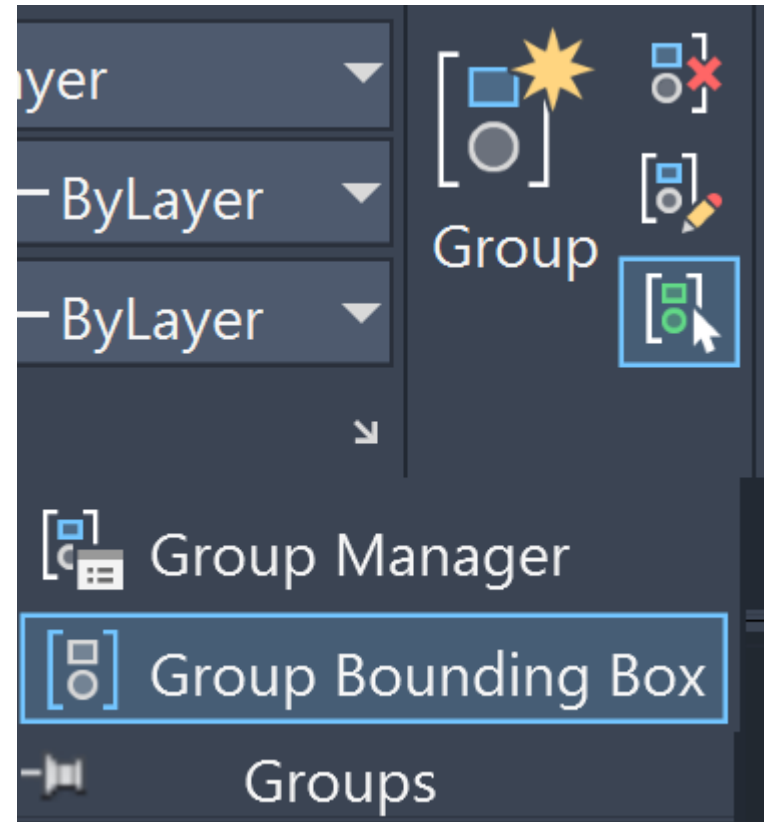 yer
ByLayer
ByLayer
Group
Group Manager
Group Bounding Box
Groups